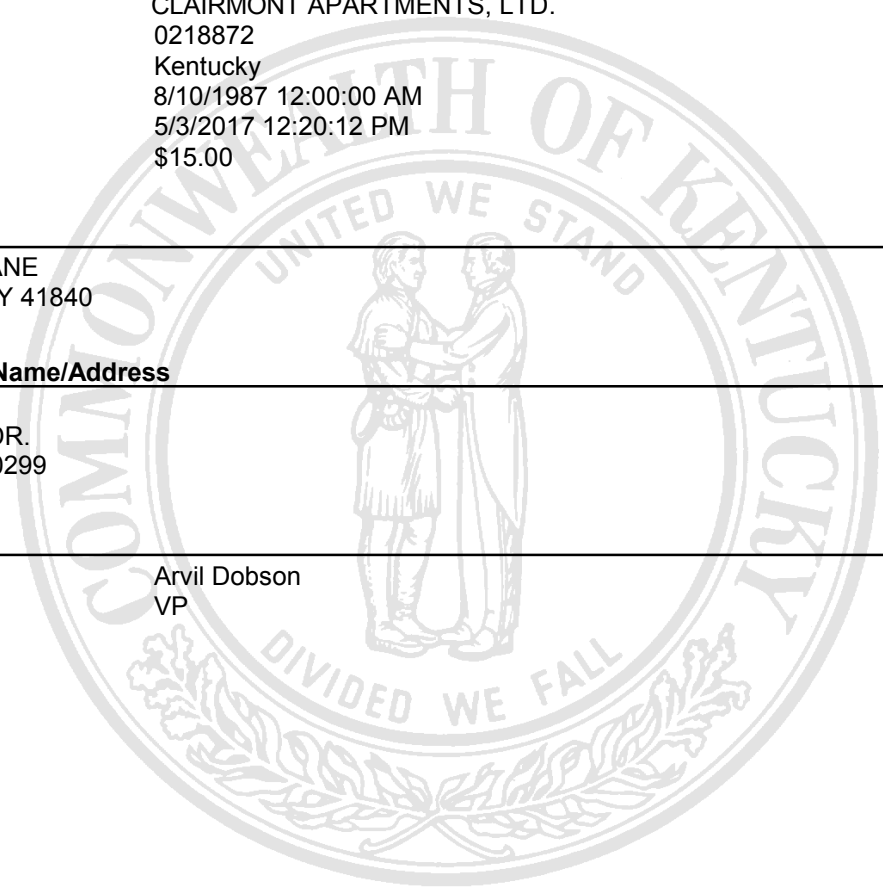 CLAIRMONT APARTMENTS, LTD.
0218872
Kentucky
8/10/1987 12:00:00 AM
5/3/2017 12:20:12 PM
$15.00
ANE
Y 41840
Name/Address
DR.
0299
Arvil Dobson
VP
COMMONWEALTH OF KENTUCKY
UNITED WE STAND
DIVIDED WE FALL